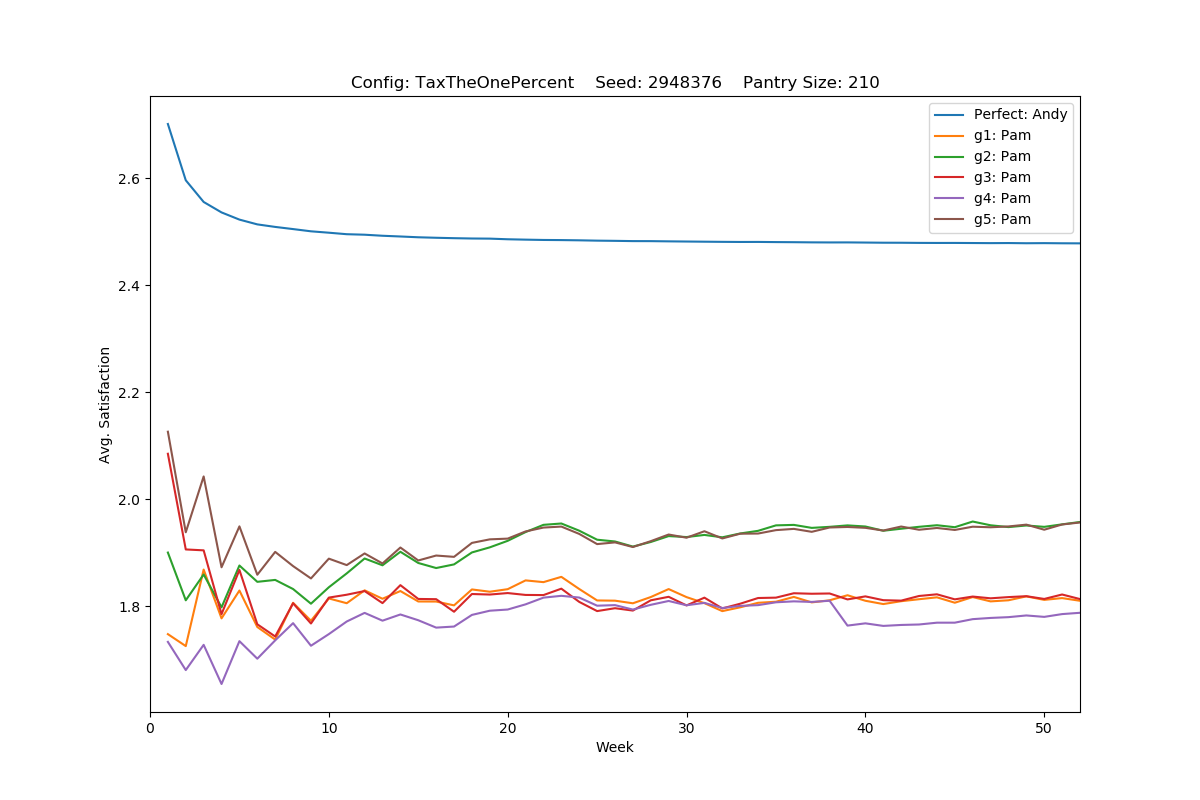 Config: TaxTheOnePercent    Seed: 2948376    Pantry Size: 210
Perfect: Andy
g1: Pam
g2: Pam
g3: Pam
g4: Pam
g5: Pam
Avg. Satisfaction
2.6
2.4
2.2
2.0
1.8
0 10 20 30 40 50
Week